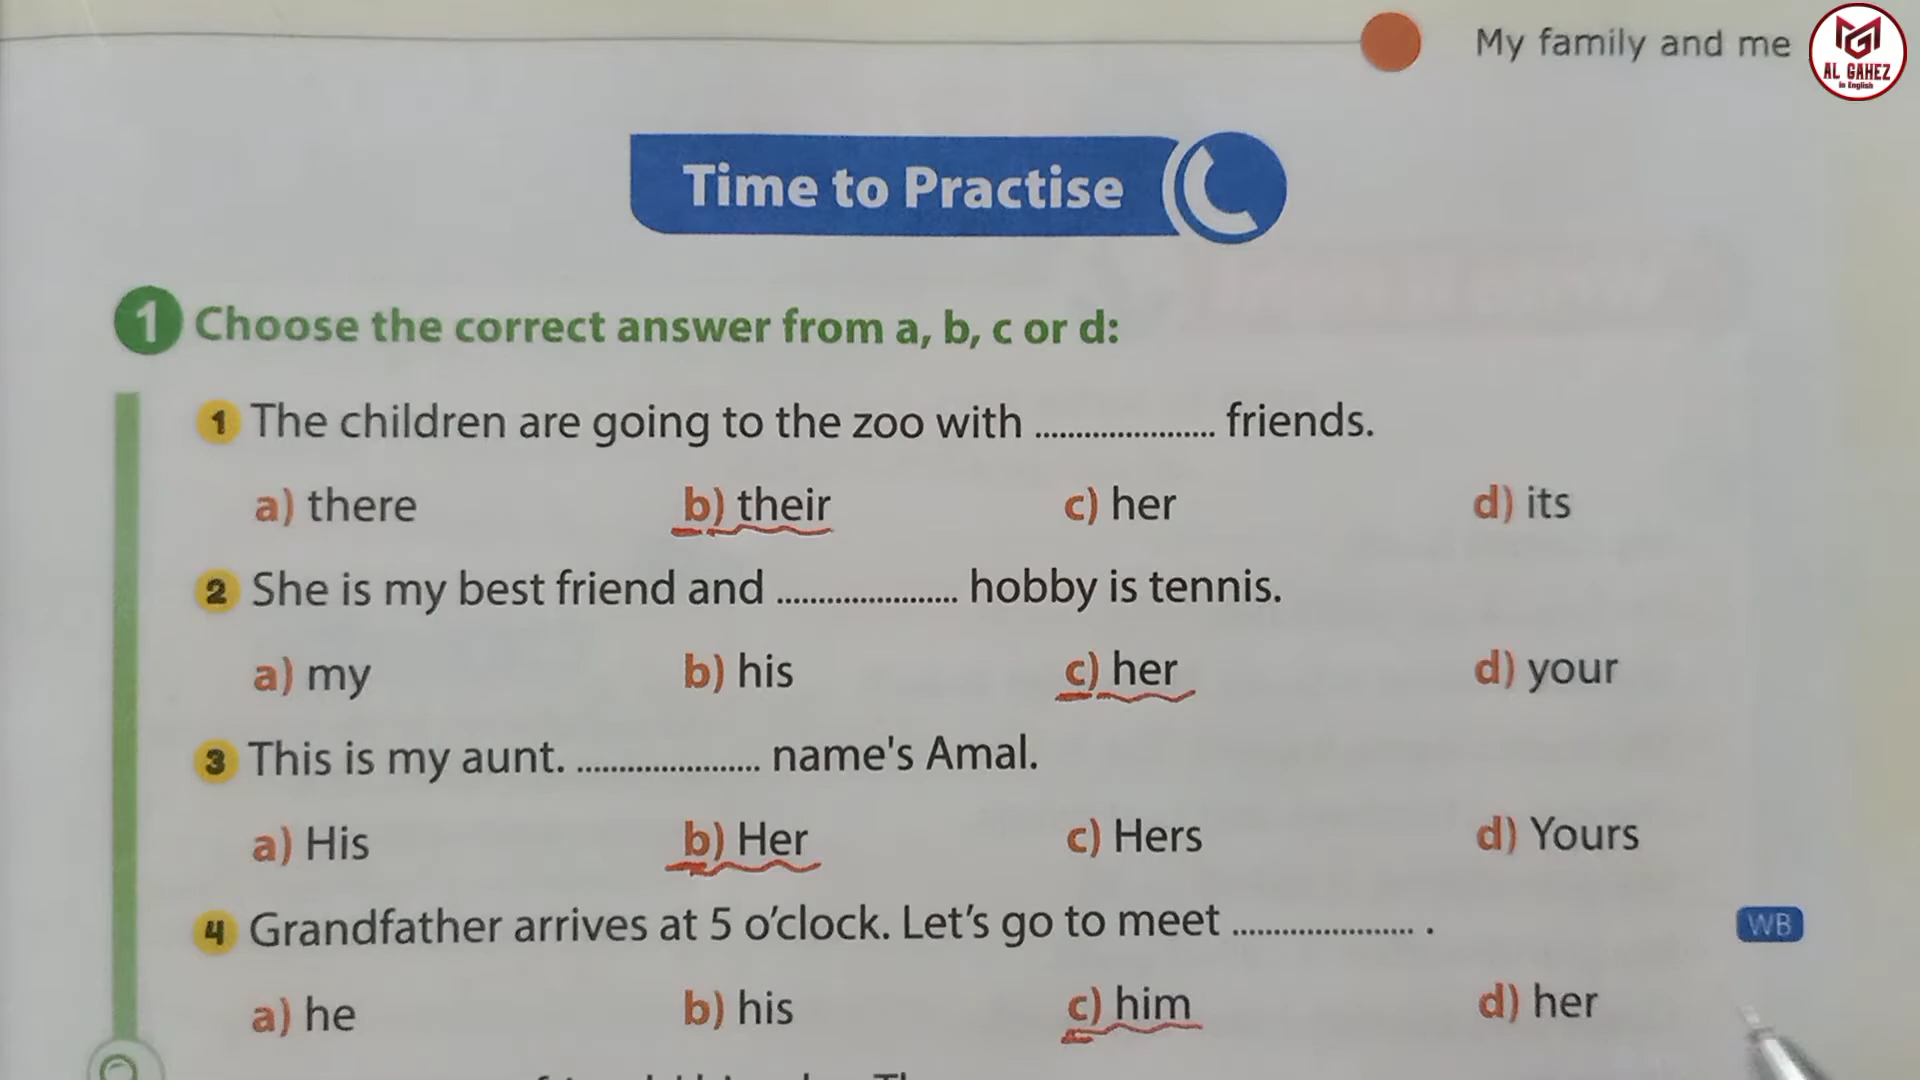 My family and me
MG
AL GAHEZ
In English
Time to Practise
1 Choose the correct answer from a, b, c or d:
1 The children are going to the zoo with ..................... friends.
a) there b) their c) her d) its
2 She is my best friend and ..................... hobby is tennis.
a) my b) his c) her d) your
3 This is my aunt. ..................... name's Amal.
a) His b) Her c) Hers d) Yours
4 Grandfather arrives at 5 o'clock. Let's go to meet ..................... . WB
a) he b) his c) him d) her